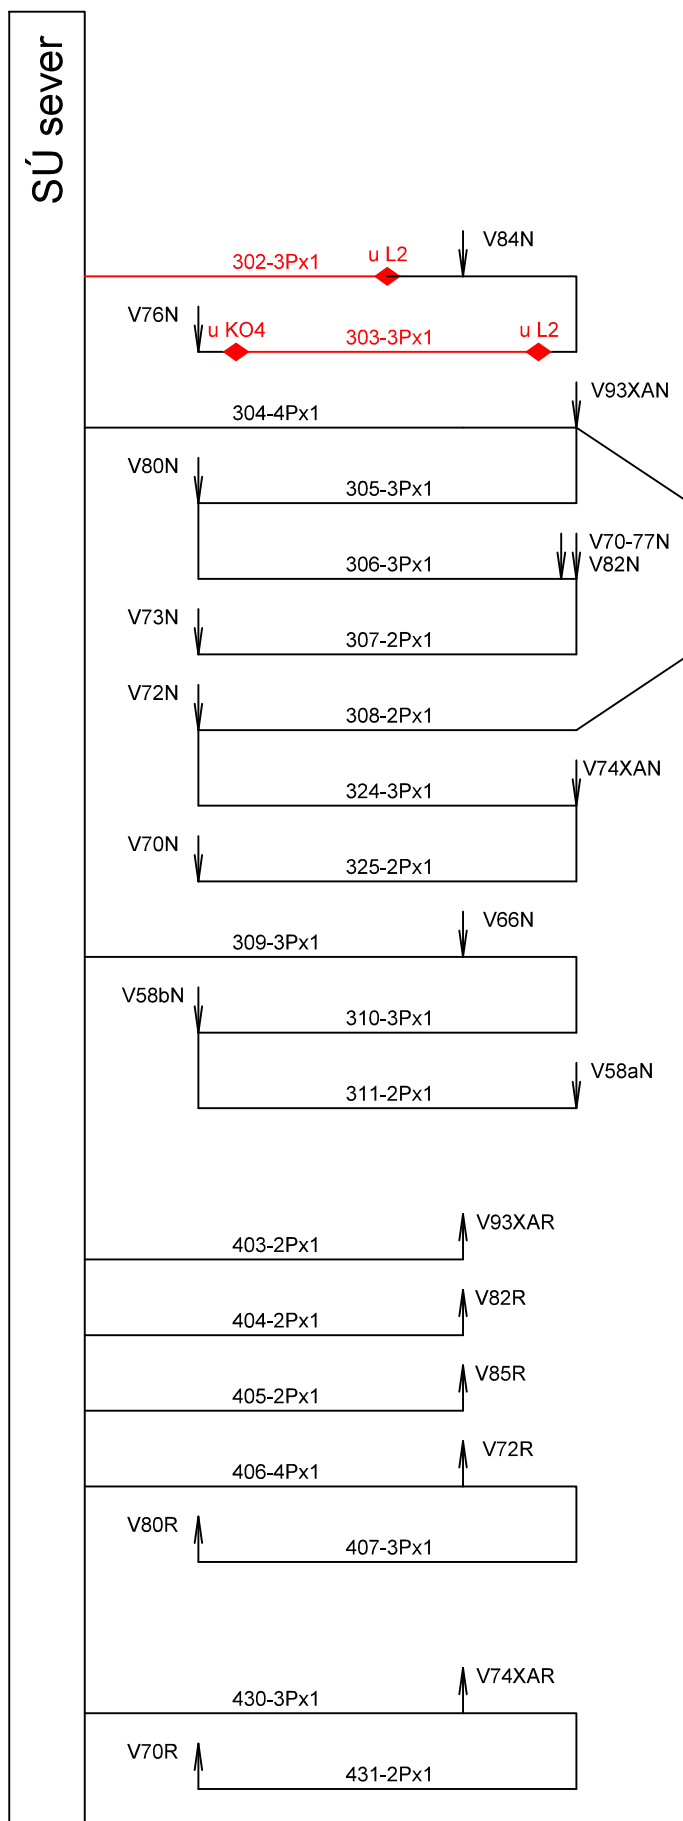 SÚ sever
V84N
u L2
302-3Px1
V76N
u KO4
303-3Px1
u L2
V93XAN
304-4Px1
V80N
305-3Px1
V70-77N
V82N
306-3Px1
V73N
307-2Px1
V72N
308-2Px1
V74XAN
324-3Px1
V70N
325-2Px1
V66N
309-3Px1
V58bN
310-3Px1
V58aN
311-2Px1
V93XAR
403-2Px1
V82R
404-2Px1
V85R
405-2Px1
V72R
406-4Px1
V80R
407-3Px1
V74XAR
430-3Px1
V70R
431-2Px1